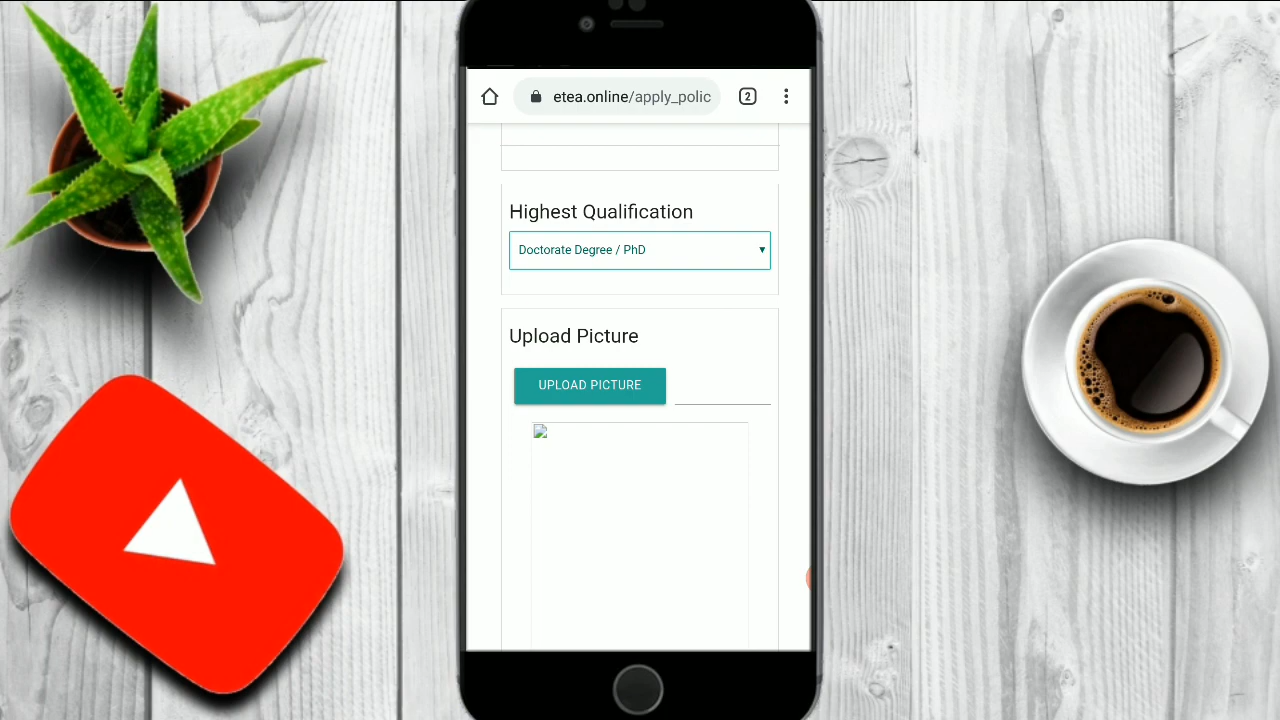 etea.online/apply_polic
2
Highest Qualification
Doctorate Degree / PhD
Upload Picture
UPLOAD PICTURE